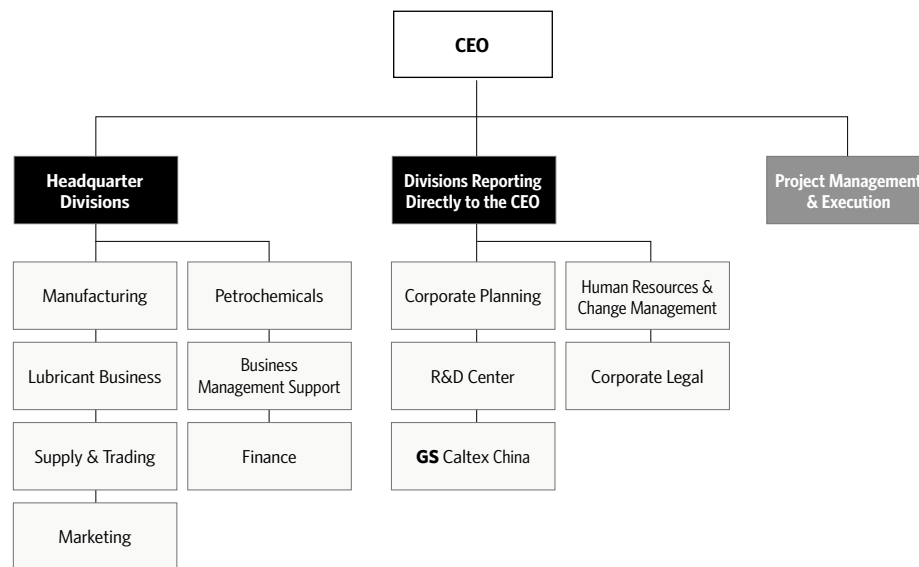 CEO
Headquarter
Divisions
Divisions Reporting
Directly to the CEO
Project Management
& Execution
Manufacturing
Petrochemicals
Corporate Planning
Human Resources &
Change Management
Lubricant Business
Business
Management Support
R&D Center
Corporate Legal
Supply & Trading
Finance
GS Caltex China
Marketing